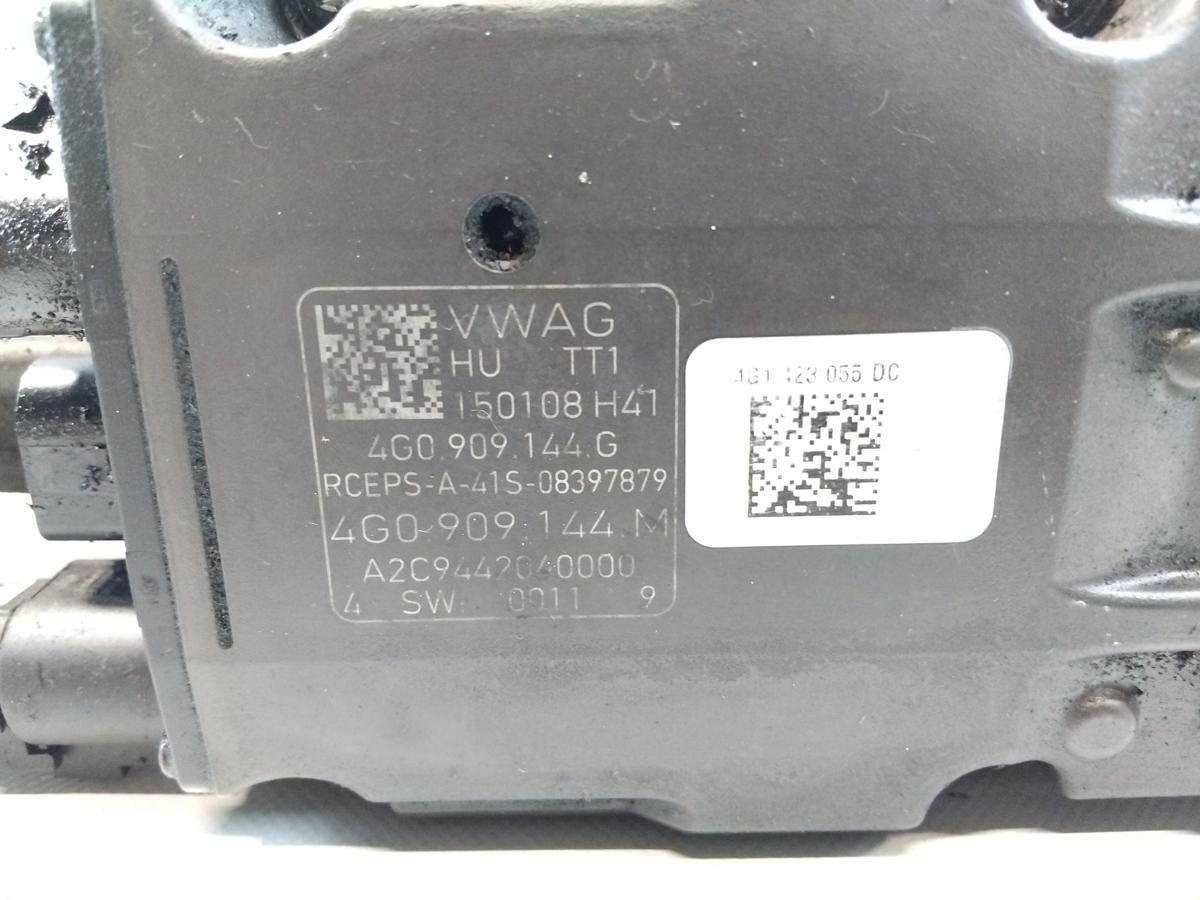 VWAG
HU TT1
150108 H41
4G0.909.144.G
RCEPS-A-41S-08397879
4G0-909.144.M
A2C9442040000
4 SW: 0011 9
4G1 423 055 DC